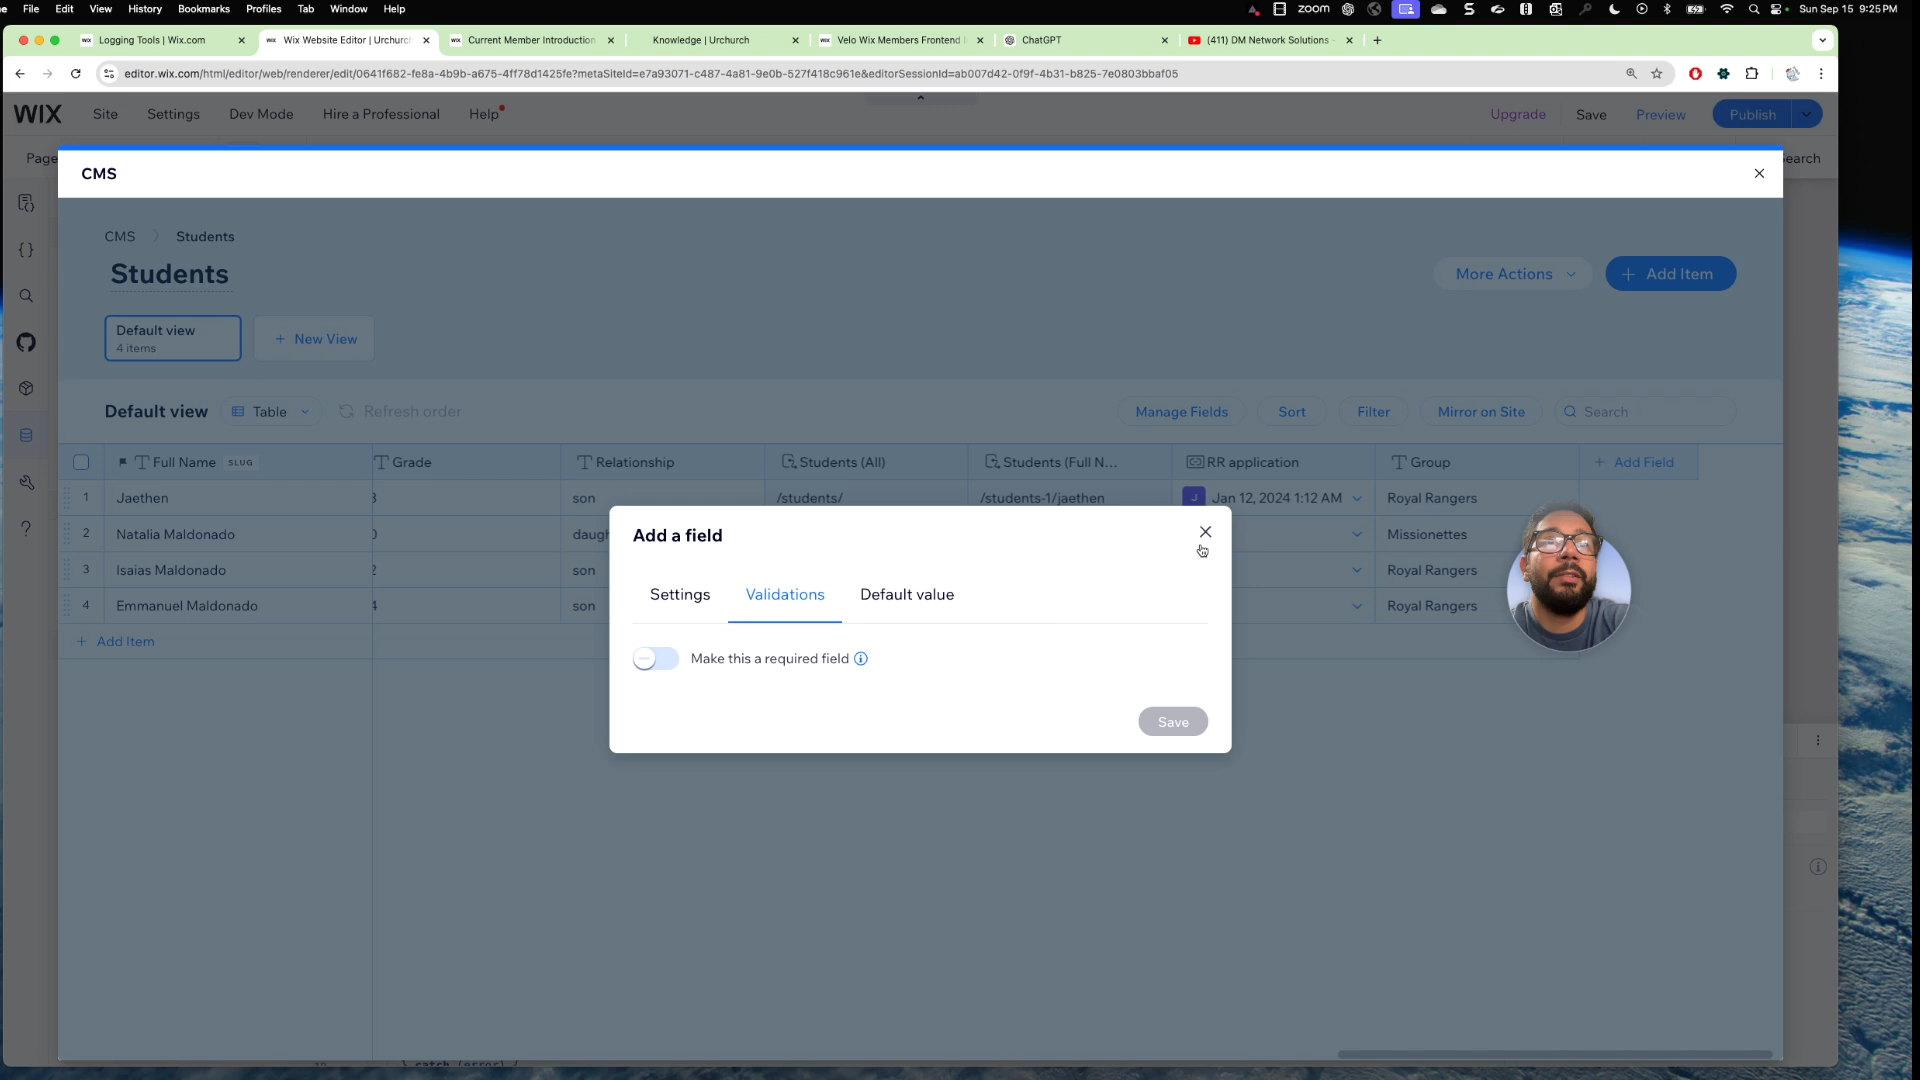 File Edit View History Bookmarks Profiles Tab Window Help
zoom
Sun Sep 15 9:25 PM
Logging Tools | Wix.com
Wix Website Editor | Urchurch
Current Member Introduction
Knowledge | Urchurch
Velo Wix Members Frontend
ChatGPT
(411) DM Network Solutions -
editor.wix.com/html/editor/web/renderer/edit/0641f682-fe8a-4b9b-a675-4ff78d1425fe?metaSiteId=e7a93071-c487-4a81-9e0b-527f418c961e&editorSessionId=ab007d42-0f9f-4b31-b825-7e0803bbaf05
WIX Site Settings Dev Mode Hire a Professional Help
Upgrade Save Preview Publish
Page
earch
CMS
CMS > Students
Students
More Actions
+ Add Item
Default view
4 items
+ New View
Default view Table Refresh order
Manage Fields Sort Filter Mirror on Site Search
Full Name SLUG Grade Relationship Students (All) Students (Full N... RR application Group + Add Field
1 Jaethen 3 son /students/ /students-1/jaethen J Jan 12, 2024 1:12 AM Royal Rangers
2 Natalia Maldonado daugh Missionettes
3 Isaias Maldonado 2 son Royal Rangers
4 Emmanuel Maldonado 4 son Royal Rangers
+ Add Item
Add a field
Settings Validations Default value
Make this a required field
Save
catch (error)